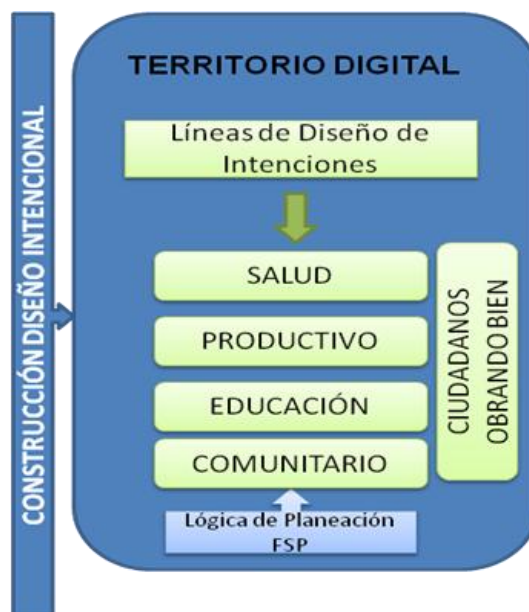 CONSTRUCCIÓN DISEÑO INTENCIONAL
TERRITORIO DIGITAL
Líneas de Diseño de
Intenciones
SALUD
PRODUCTIVO
EDUCACIÓN
COMUNITARIO
CIUDADANOS
OBRANDO BIEN
Lógica de Planeación
FSP